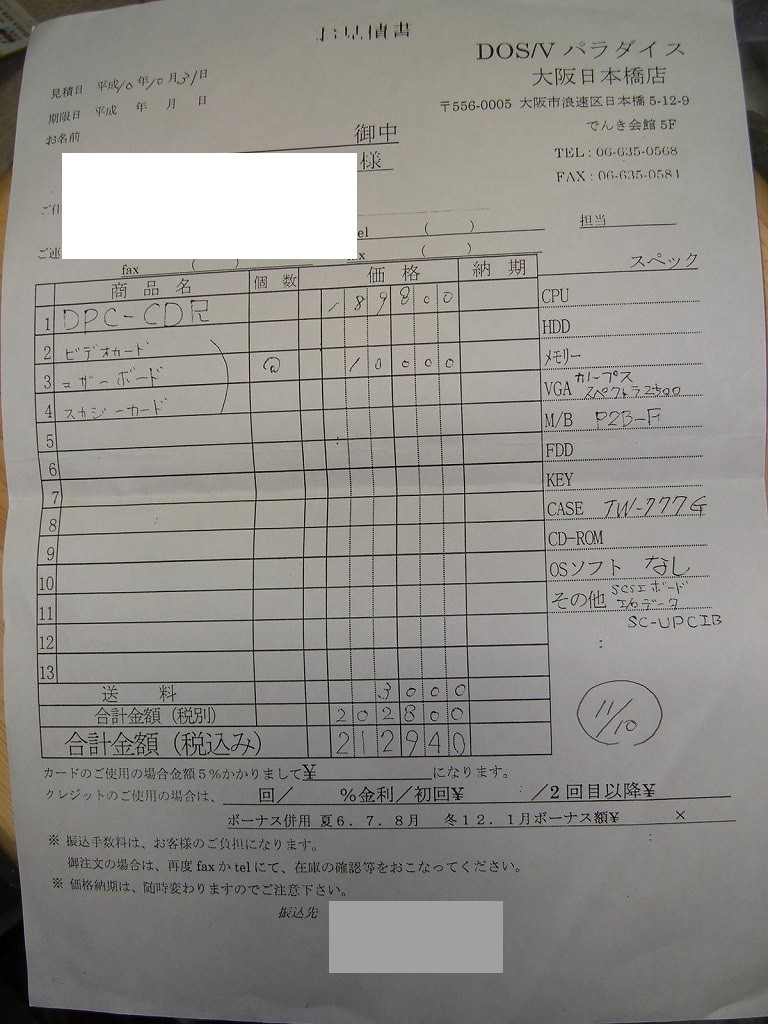 お見積書
DOS/V パラダイス
大阪日本橋店
〒556-0005 大阪市浪速区日本橋 5-12-9
でんき会館 5F
TEL : 06-635-0568
FAX : 06-635-0584
見積日 平成10年10月31日
期限日 平成 年 月 日
お名前
御中
様
ご住
tel ( )
担当
ご連
fax ( )
fax ( )
スペック
商品名 個数 価格 納期
1 DPC-CD兄 189800
2 ビデオカード
3 マザーボード @ 10000
4 スカジーカード
5
6
7
8
9
10
11
12
13
送料 3000
合計金額（税別） 202800
合計金額（税込み） 212940
CPU
HDD
メモリー
VGA カノープス
スペクトラ2500
M/B P2B-F
FDD
KEY
CASE TW-777G
CD-ROM
OSソフト なし
その他 SCSIボード
I/Oデータ
SC-UPCIB
11/10
カードのご使用の場合金額５％かかりまして¥ になります。
クレジットのご使用の場合は、 回／ %金利／初回¥ ／2 回目以降¥
ボーナス併用 夏６．７．８月 冬１２．１月ボーナス額¥ ×
※ 振込手数料は、お客様のご負担になります。
御注文の場合は、再度 fax か tel にて、在庫の確認等をおこなってください。
※ 価格納期は、随時変わりますのでご注意下さい。
振込先